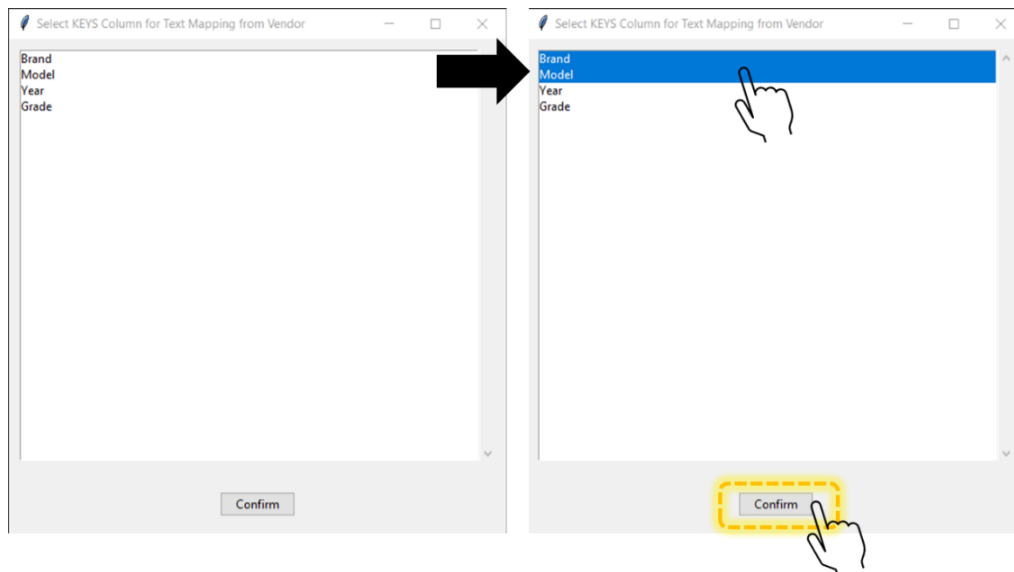 Select KEYS Column for Text Mapping from Vendor
Brand
Model
Year
Grade
Confirm
Select KEYS Column for Text Mapping from Vendor
Brand
Model
Year
Grade
Confirm